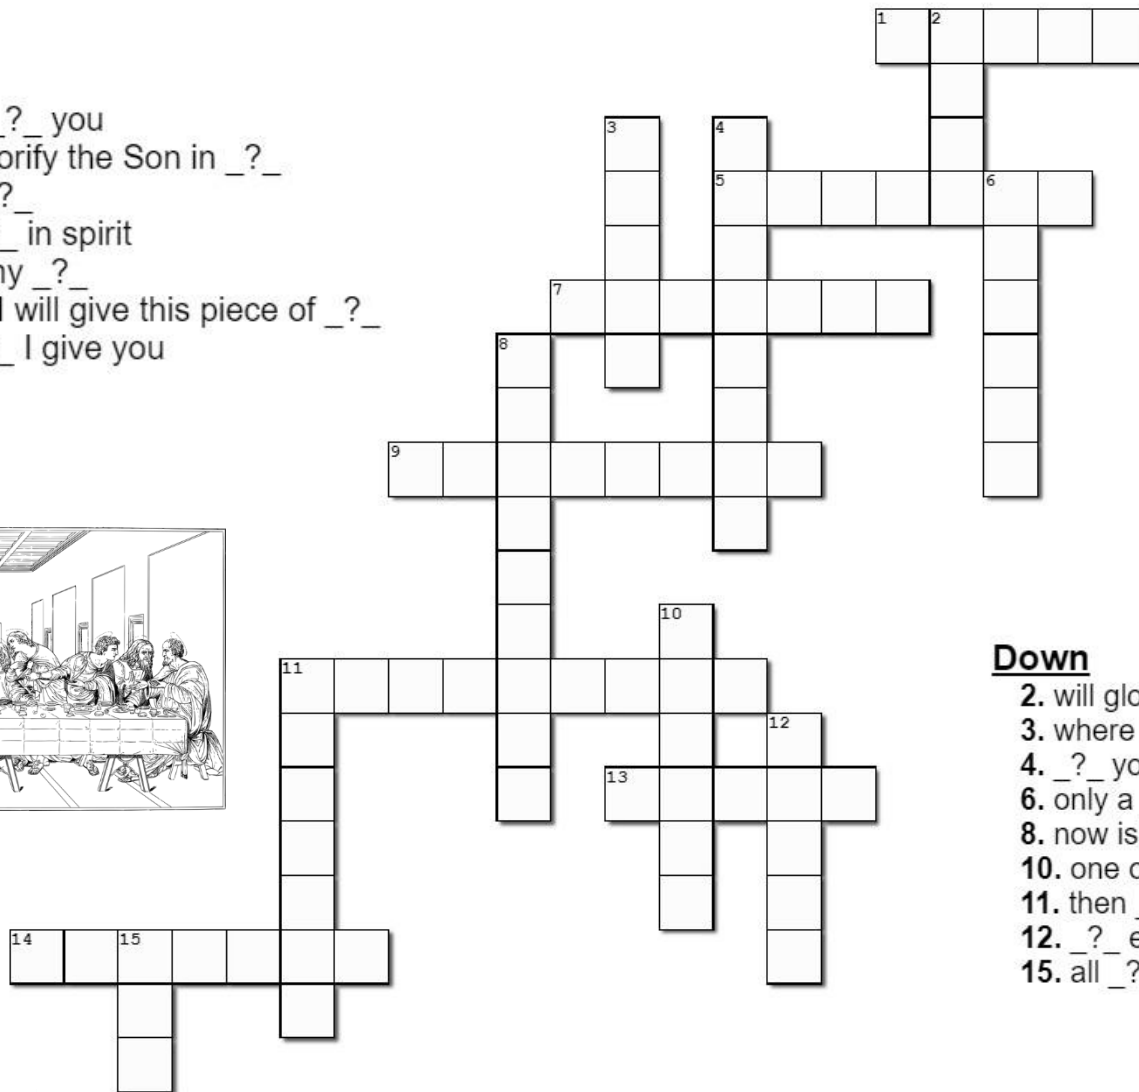 1 2
3 4
5 6
7
8
9
10
11
12
13
14 15
_?_ you
orify the Son in _?_
?_
_ in spirit
ny _?_
I will give this piece of _?_
_ I give you
Down
2. will glo
3. where
4. _?_ yo
6. only a
8. now is
10. one o
11. then _
12. _?_ e
15. all _?